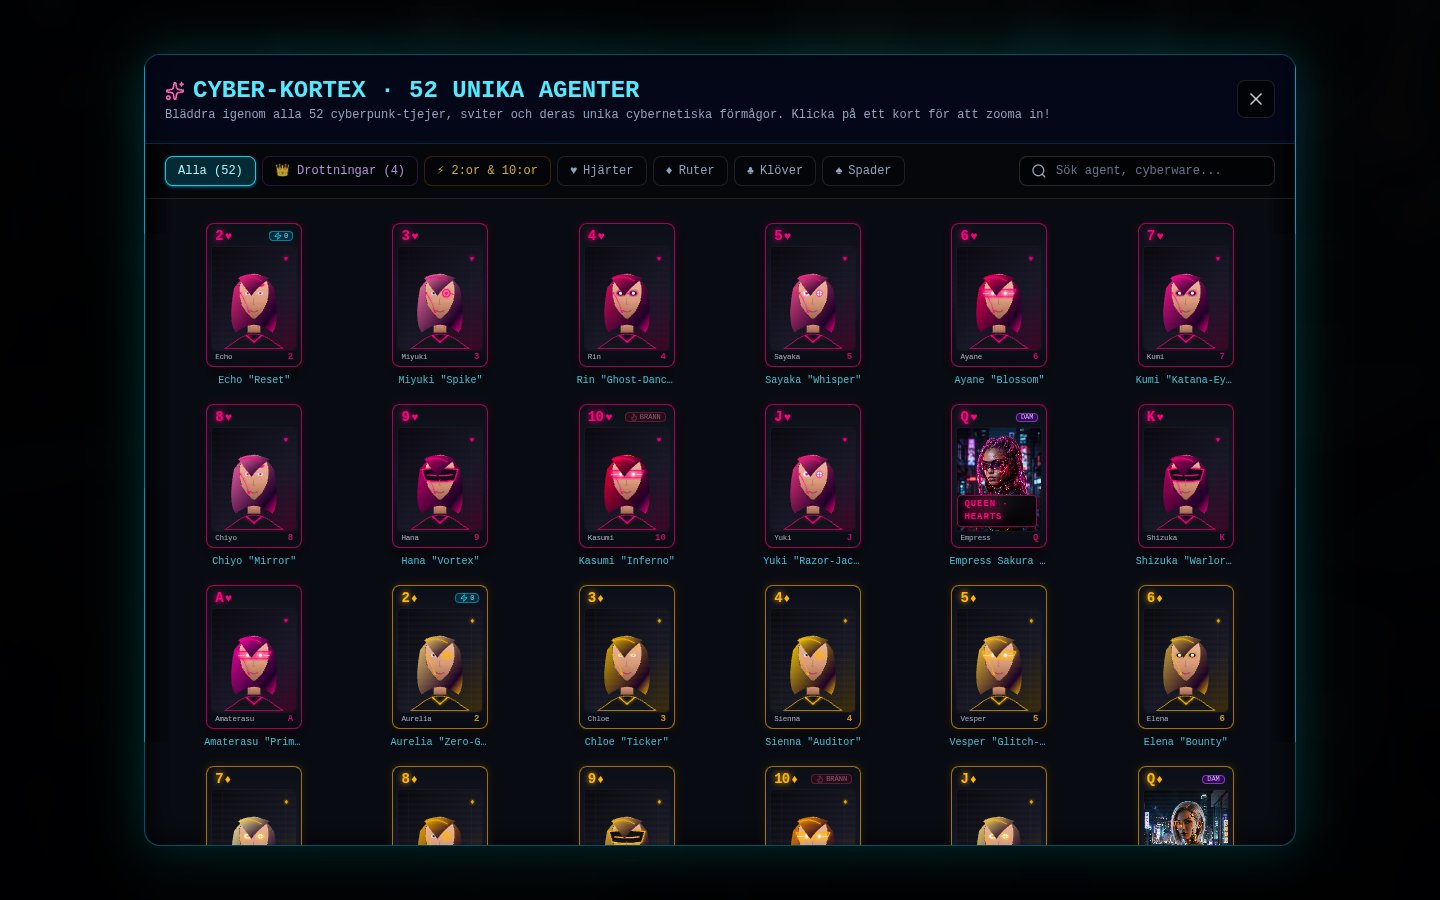 CYBER-KORTEX · 52 UNIKA AGENTER
Bläddra igenom alla 52 cyberpunk-tjejer, sviter och deras unika cybernetiska förmågor. Klicka på ett kort för att zooma in!
Alla (52)
👑 Drottningar (4)
⚡ 2:or & 10:or
♥ Hjärter
♦ Ruter
♣ Klöver
♠ Spader
Sök agent, cyberware...
2♥ 0
3♥
4♥
5♥
6♥
7♥
Echo 2
Miyuki 3
Rin 4
Sayaka 5
Ayane 6
Kumi 7
Echo "Reset"
Miyuki "Spike"
Rin "Ghost-Danc…
Sayaka "Whisper"
Ayane "Blossom"
Kumi "Katana-Ey…
8♥
9♥
10♥ BRÄNN
J♥
Q♥ DAM
K♥
QUEEN ·
HEARTS
Chiyo 8
Hana 9
Kasumi 10
Yuki J
Empress Q
Shizuka K
Chiyo "Mirror"
Hana "Vortex"
Kasumi "Inferno"
Yuki "Razor-Jac…
Empress Sakura …
Shizuka "Warlor…
A♥
2♦ 0
3♦
4♦
5♦
6♦
Amaterasu A
Aurelia 2
Chloe 3
Sienna 4
Vesper 5
Elena 6
Amaterasu "Prim…
Aurelia "Zero-G…
Chloe "Ticker"
Sienna "Auditor"
Vesper "Glitch-…
Elena "Bounty"
7♦
8♦
9♦
10♦ BRÄNN
J♦
Q♦ DAM